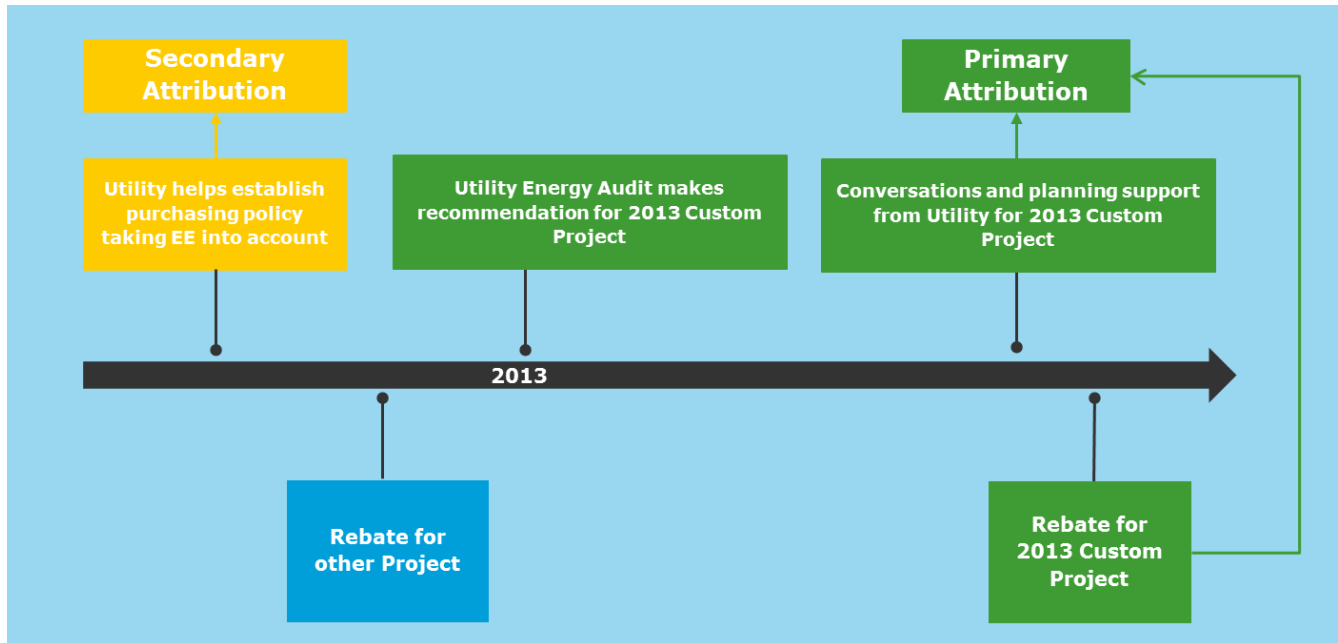 Secondary
Attribution
Primary
Attribution
Utility helps establish
purchasing policy
taking EE into account
Utility Energy Audit makes
recommendation for 2013 Custom
Project
Conversations and planning support
from Utility for 2013 Custom
Project
2013
Rebate for
other Project
Rebate for
2013 Custom
Project